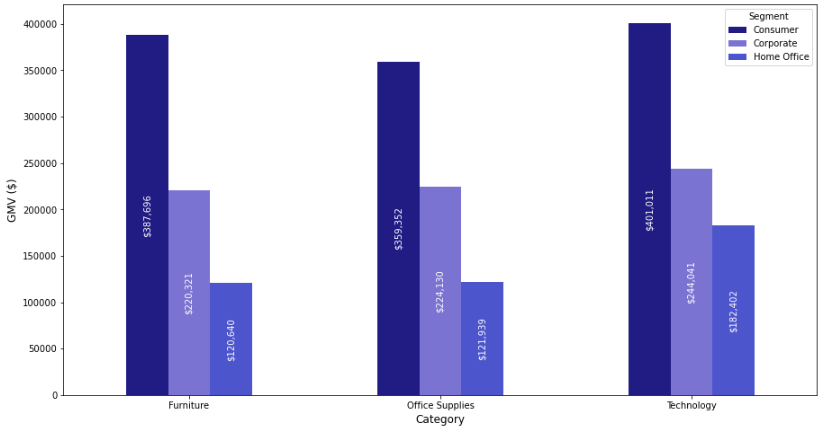 400000
350000
300000
250000
200000
150000
100000
50000
0
GMV ($)
$387,696
$220,321
$120,640
$359,352
$224,130
$121,939
$401,011
$244,041
$182,402
Segment
Consumer
Corporate
Home Office
Furniture
Office Supplies
Technology
Category